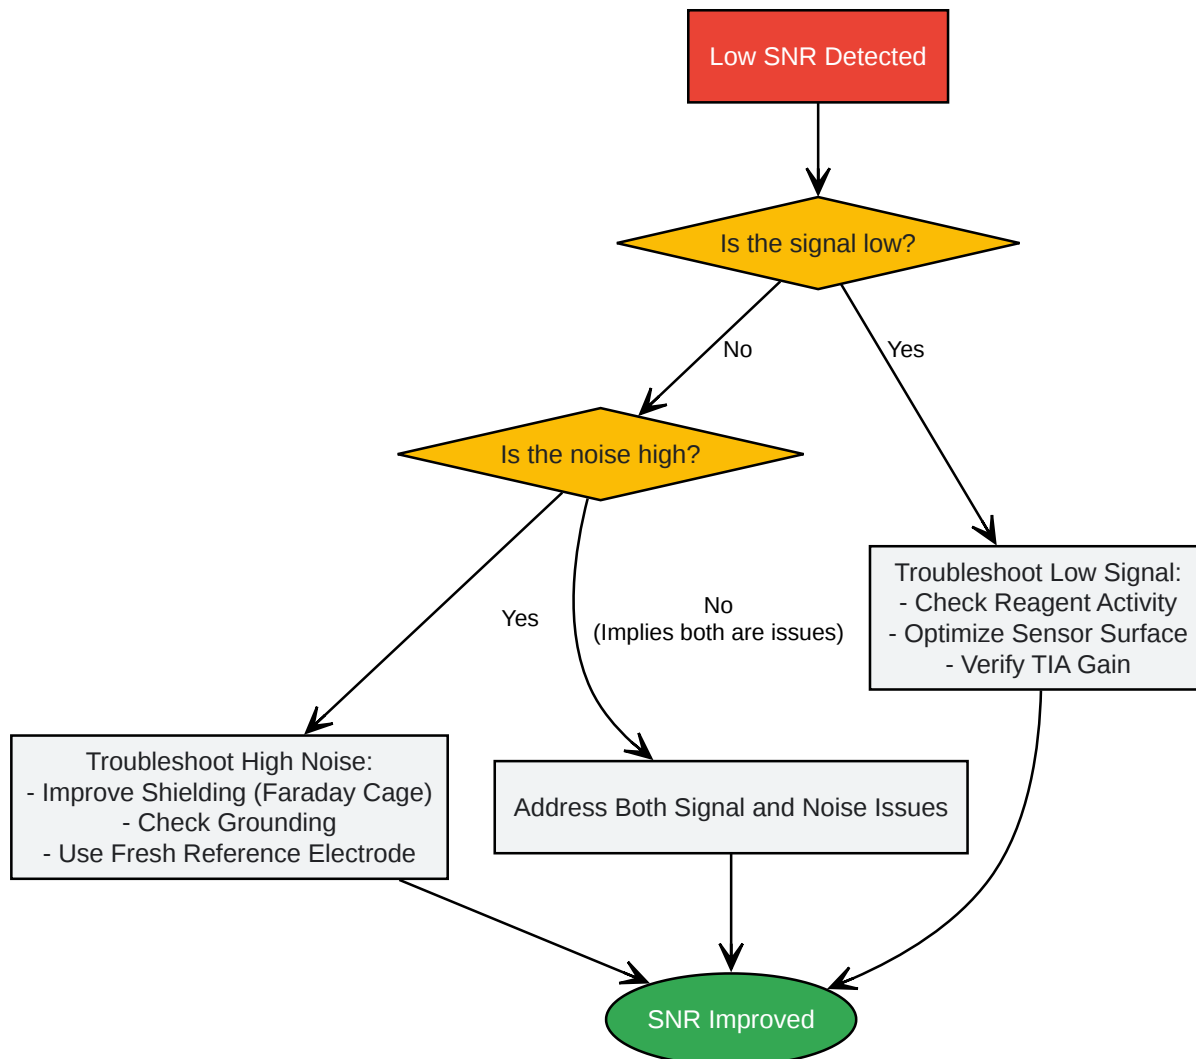 Low SNR Detected
Is the signal low?
No
Yes
Is the noise high?
Yes
No
(Implies both are issues)
Troubleshoot Low Signal:
- Check Reagent Activity
- Optimize Sensor Surface
- Verify TIA Gain
Troubleshoot High Noise:
- Improve Shielding (Faraday Cage)
- Check Grounding
- Use Fresh Reference Electrode
Address Both Signal and Noise Issues
SNR Improved